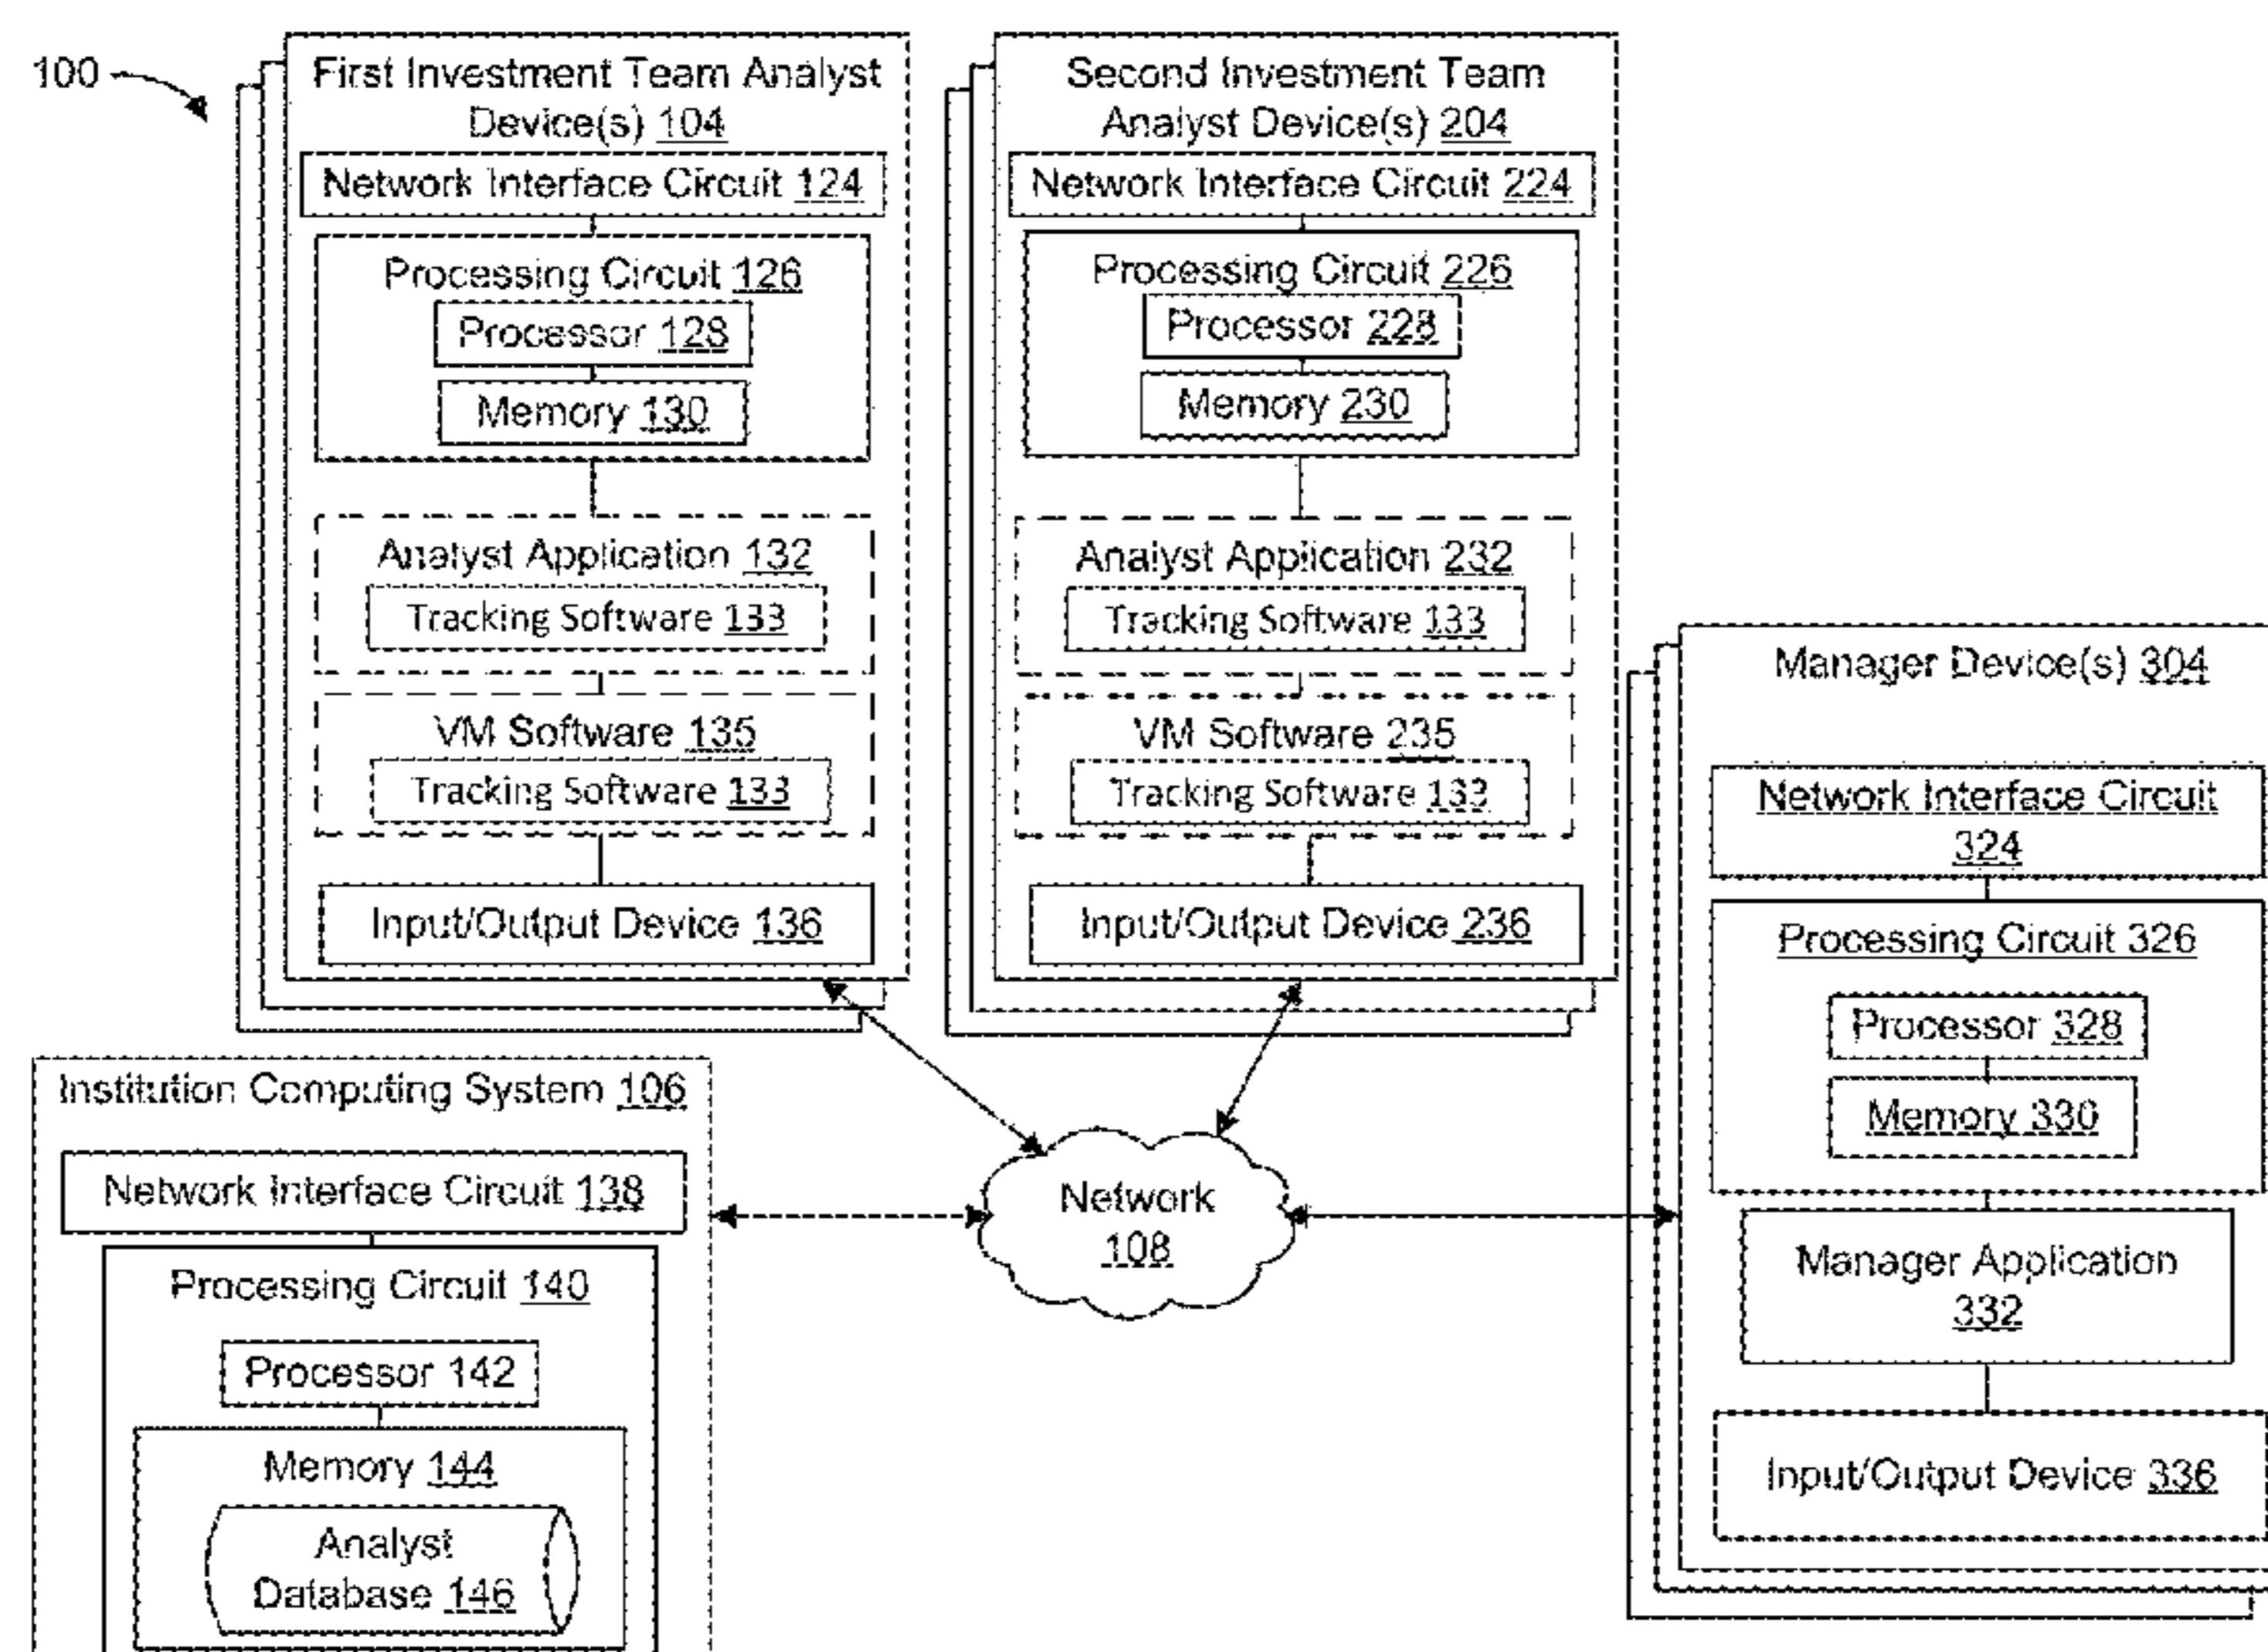 100
First Investment Team Analyst
Device(s) 104
Network Interface Circuit 124
Processing Circuit 126
Processor 128
Memory 130
Analyst Application 132
Tracking Software 133
VM Software 135
Tracking Software 133
Input/Output Device 136
Second Investment Team
Analyst Device(s) 204
Network Interface Circuit 224
Processing Circuit 226
Processor 228
Memory 230
Analyst Application 232
Tracking Software 133
VM Software 235
Tracking Software 133
Input/Output Device 236
Manager Device(s) 304
Network Interface Circuit
324
Processing Circuit 326
Processor 328
Memory 330
Manager Application
332
Input/Output Device 336
Institution Computing System 106
Network Interface Circuit 138
Processing Circuit 140
Processor 142
Memory 144
Analyst
Database 146
Network
108